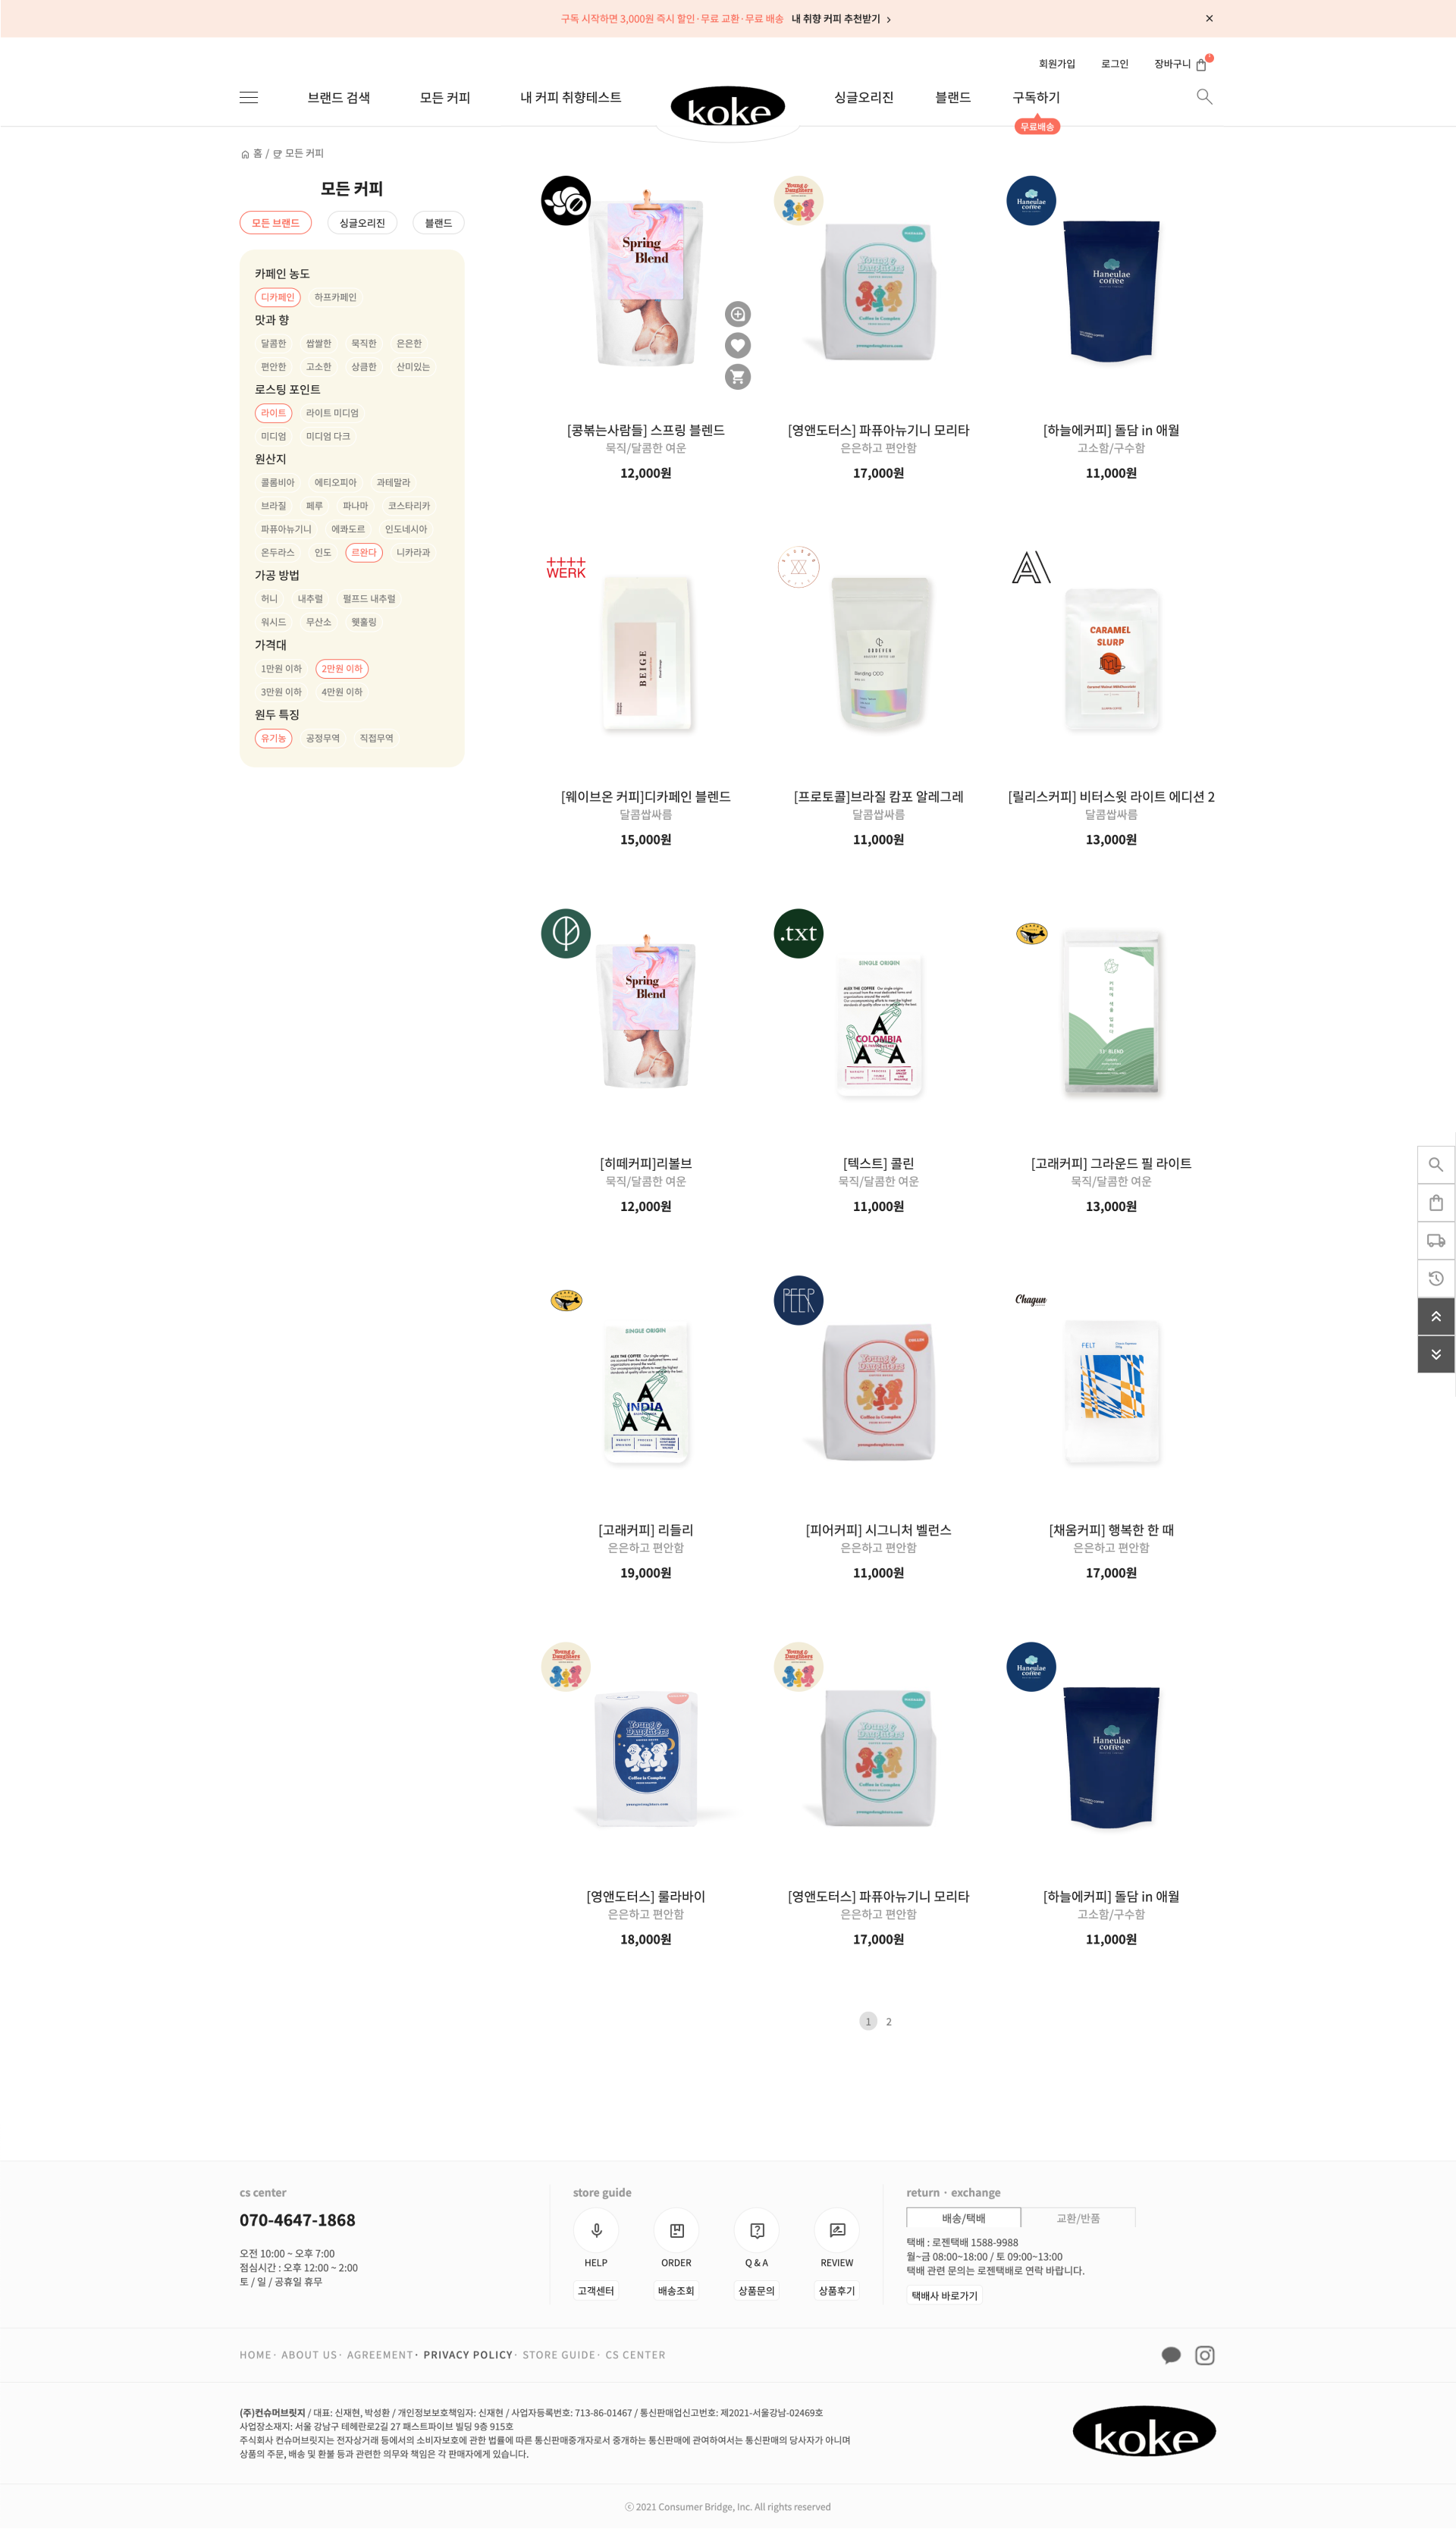 구독 시작하면 3,000원 즉시 할인·무료 교환·무료 배송 내 취향 커피 추천받기 >
회원가입 로그인 장바구니
브랜드 검색 모든 커피 내 커피 취향테스트 koke 싱글오리진 블랜드 구독하기
무료배송
홈 / 모든 커피
모든 커피
모든 브랜드 싱글오리진 블랜드
카페인 농도
디카페인 하프카페인
맛과 향
달콤한 쌉쌀한 묵직한 은은한
편안한 고소한 상큼한 산미있는
로스팅 포인트
라이트 라이트 미디엄
미디엄 미디엄 다크
원산지
콜롬비아 에티오피아 과테말라
브라질 페루 파나마 코스타리카
파퓨아뉴기니 에콰도르 인도네시아
온두라스 인도 르완다 니카라과
가공 방법
허니 내추럴 펄프드 내추럴
워시드 무산소 웻훌링
가격대
1만원 이하 2만원 이하
3만원 이하 4만원 이하
원두 특징
유기농 공정무역 직접무역
Spring
Blend
Young &
Daughters
Coffee is Complex
Haneulae
coffee
Haneulae
coffee
[콩볶는사람들] 스프링 블렌드
묵직/달콤한 여운
12,000원
[영앤도터스] 파퓨아뉴기니 모리타
은은하고 편안함
17,000원
[하늘에커피] 돌담 in 애월
고소함/구수함
11,000원
WERK
BEIGE
CARAMEL
SLURP
[웨이브온 커피]디카페인 블렌드
달콤쌉싸름
15,000원
[프로토콜]브라질 캄포 알레그레
달콤쌉싸름
11,000원
[릴리스커피] 비터스윗 라이트 에디션 2
달콤쌉싸름
13,000원
Spring
Blend
.txt
SINGLE ORIGIN
ALEX THE COFFEE
A
COLOMBIA
A A
[히떼커피]리볼브
묵직/달콤한 여운
12,000원
[텍스트] 콜린
묵직/달콤한 여운
11,000원
[고래커피] 그라운드 필 라이트
묵직/달콤한 여운
13,000원
SINGLE ORIGIN
ALEX THE COFFEE
A
INDIA
A A
PEER
Young &
Daughters
Coffee is Complex
Chagun
FELT
[고래커피] 리들리
은은하고 편안함
19,000원
[피어커피] 시그니처 벨런스
은은하고 편안함
11,000원
[채움커피] 행복한 한 때
은은하고 편안함
17,000원
Young &
Daughters
Coffee is Complex
Young &
Daughters
Coffee is Complex
Haneulae
coffee
Haneulae
coffee
[영앤도터스] 룰라바이
은은하고 편안함
18,000원
[영앤도터스] 파퓨아뉴기니 모리타
은은하고 편안함
17,000원
[하늘에커피] 돌담 in 애월
고소함/구수함
11,000원
1 2
cs center
070-4647-1868
오전 10:00 ~ 오후 7:00
점심시간 : 오후 12:00 ~ 2:00
토 / 일 / 공휴일 휴무
store guide
HELP ORDER Q & A REVIEW
고객센터 배송조회 상품문의 상품후기
return · exchange
배송/택배 교환/반품
택배 : 로젠택배 1588-9988
월~금 08:00~18:00 / 토 09:00~13:00
택배 관련 문의는 로젠택배로 연락 바랍니다.
택배사 바로가기
HOME· ABOUT US· AGREEMENT· PRIVACY POLICY· STORE GUIDE· CS CENTER
(주)컨슈머브릿지 / 대표: 신재현, 박성환 / 개인정보보호책임자: 신재현 / 사업자등록번호: 713-86-01467 / 통신판매업신고번호: 제2021-서울강남-02469호
사업장소재지: 서울 강남구 테헤란로2길 27 패스트파이브 빌딩 9층 915호
주식회사 컨슈머브릿지는 전자상거래 등에서의 소비자보호에 관한 법률에 따른 통신판매중개자로서 중개하는 통신판매에 관여하여서는 통신판매의 당사자가 아니며
상품의 주문, 배송 및 환불 등과 관련한 의무와 책임은 각 판매자에게 있습니다.
koke
ⓒ 2021 Consumer Bridge, Inc. All rights reserved